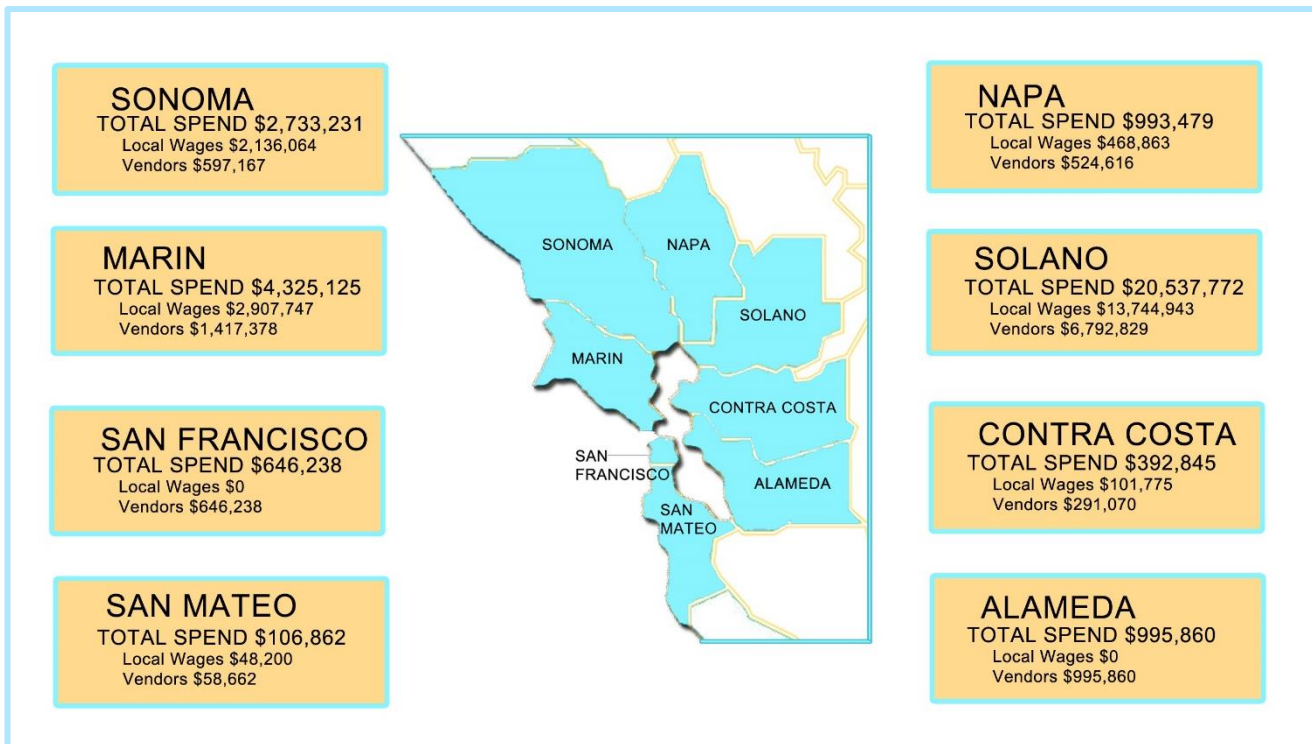 SONOMA
TOTAL SPEND $2,733,231
Local Wages $2,136,064
Vendors $597,167
MARIN
TOTAL SPEND $4,325,125
Local Wages $2,907,747
Vendors $1,417,378
SAN FRANCISCO
TOTAL SPEND $646,238
Local Wages $0
Vendors $646,238
SAN MATEO
TOTAL SPEND $106,862
Local Wages $48,200
Vendors $58,662
SONOMA
NAPA
SOLANO
MARIN
CONTRA COSTA
SAN
FRANCISCO
ALAMEDA
SAN
MATEO
NAPA
TOTAL SPEND $993,479
Local Wages $468,863
Vendors $524,616
SOLANO
TOTAL SPEND $20,537,772
Local Wages $13,744,943
Vendors $6,792,829
CONTRA COSTA
TOTAL SPEND $392,845
Local Wages $101,775
Vendors $291,070
ALAMEDA
TOTAL SPEND $995,860
Local Wages $0
Vendors $995,860